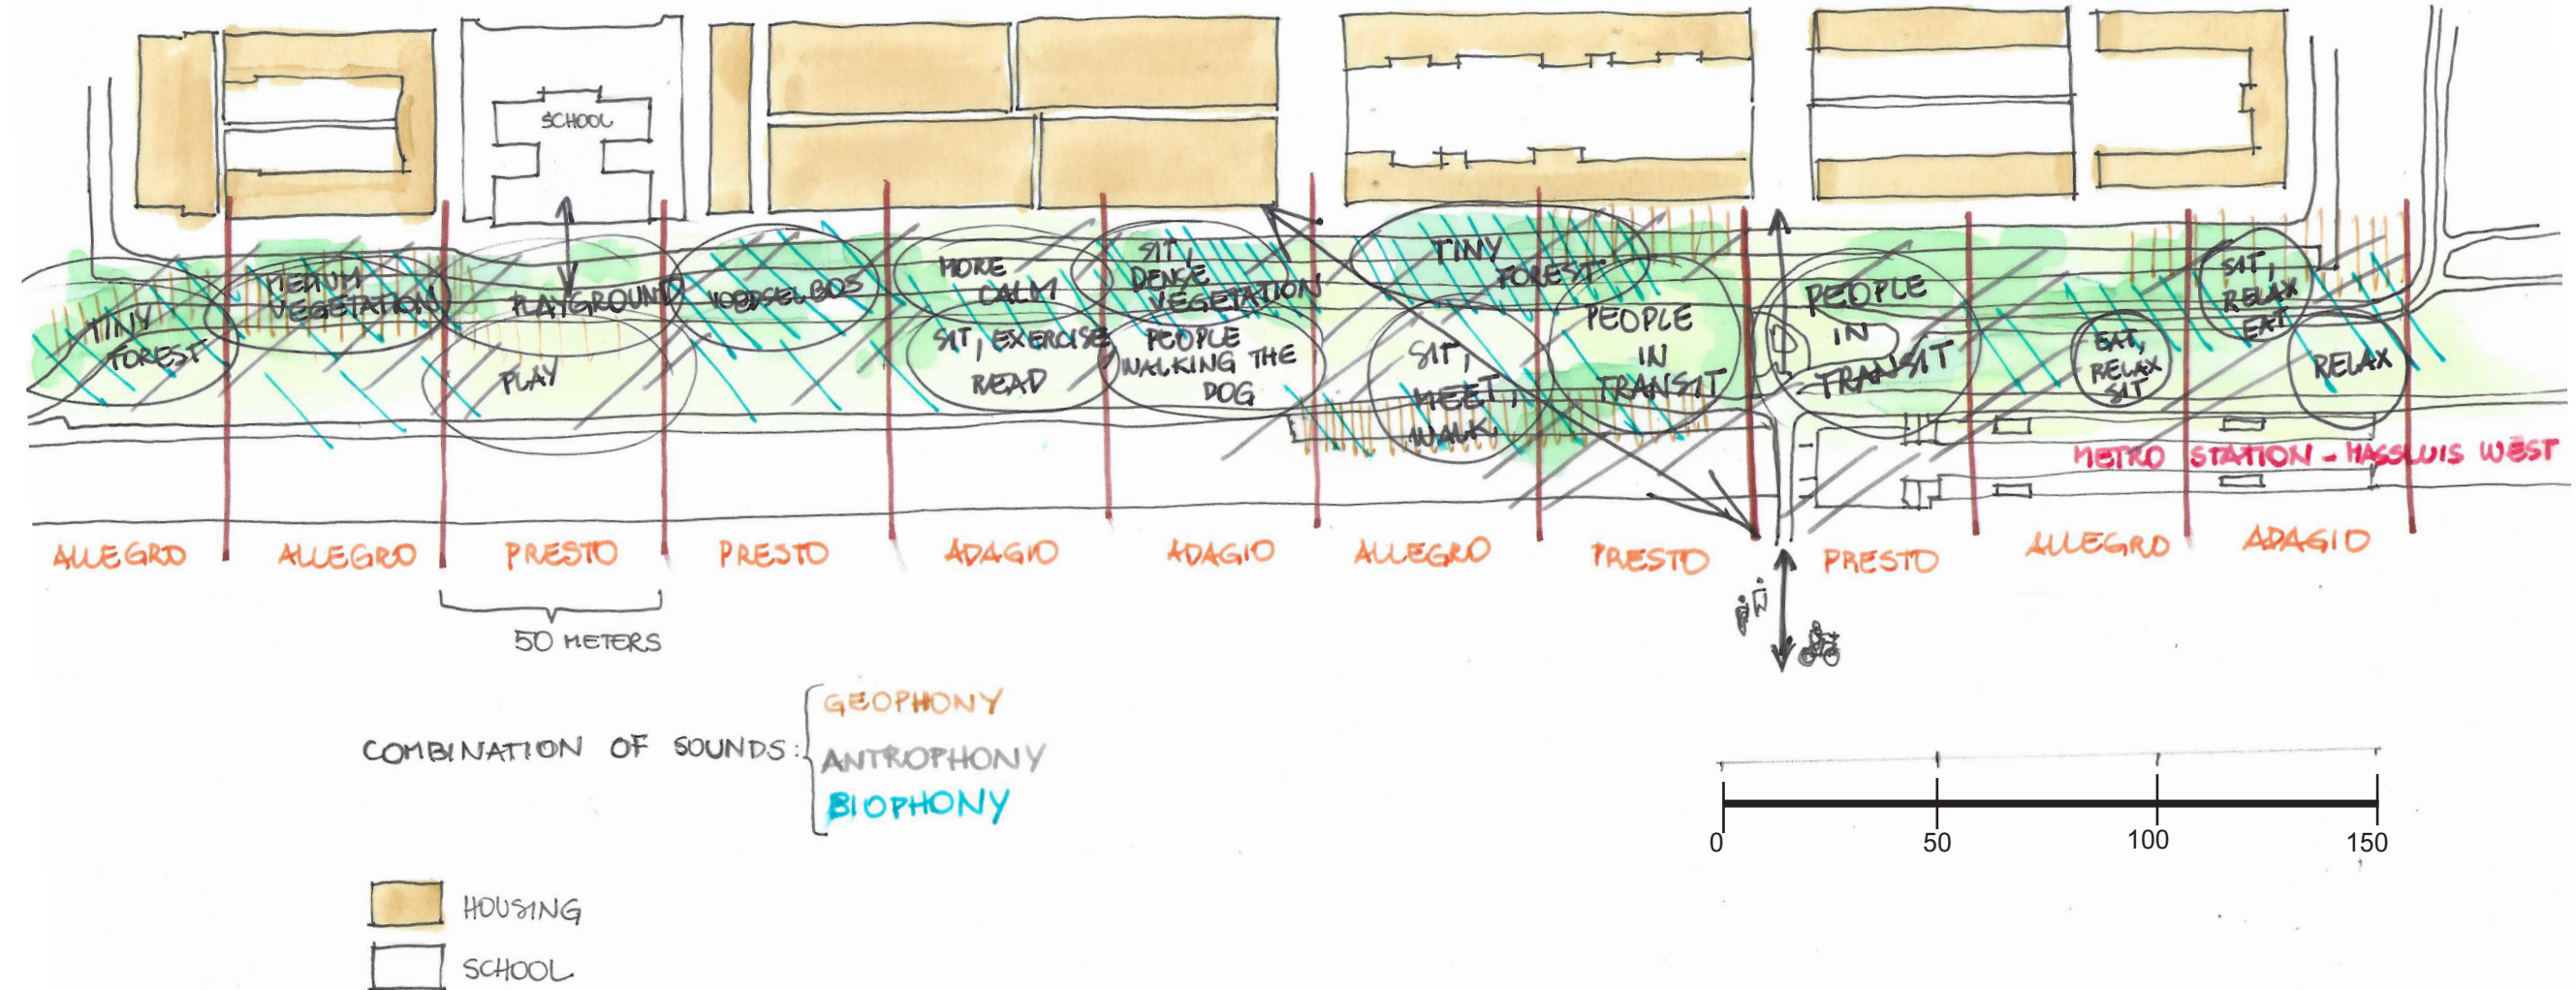 SCHOOL
TINY
FOREST
MEDIUM
VEGETATION
PLAYGROUND
PLAY
VOEDSELBOS
MORE
CALM
SIT, EXERCISE
READ
SIT,
DENSE
VEGETATION
PEOPLE
WALKING THE
DOG
TINY
FOREST
SIT,
MEET,
WALK
PEOPLE
IN
TRANSIT
PEOPLE
IN
TRANSIT
EAT,
RELAX
SIT
SIT,
RELAX
EAT
RELAX
METRO STATION - MASSLUIS WEST
ALLEGRO ALLEGRO PRESTO PRESTO ADAGIO ADAGIO ALLEGRO PRESTO PRESTO ALLEGRO ADAGIO
50 METERS
COMBINATION OF SOUNDS:
GEOPHONY
ANTROPHONY
BIOPHONY
0 50 100 150
HOUSING
SCHOOL